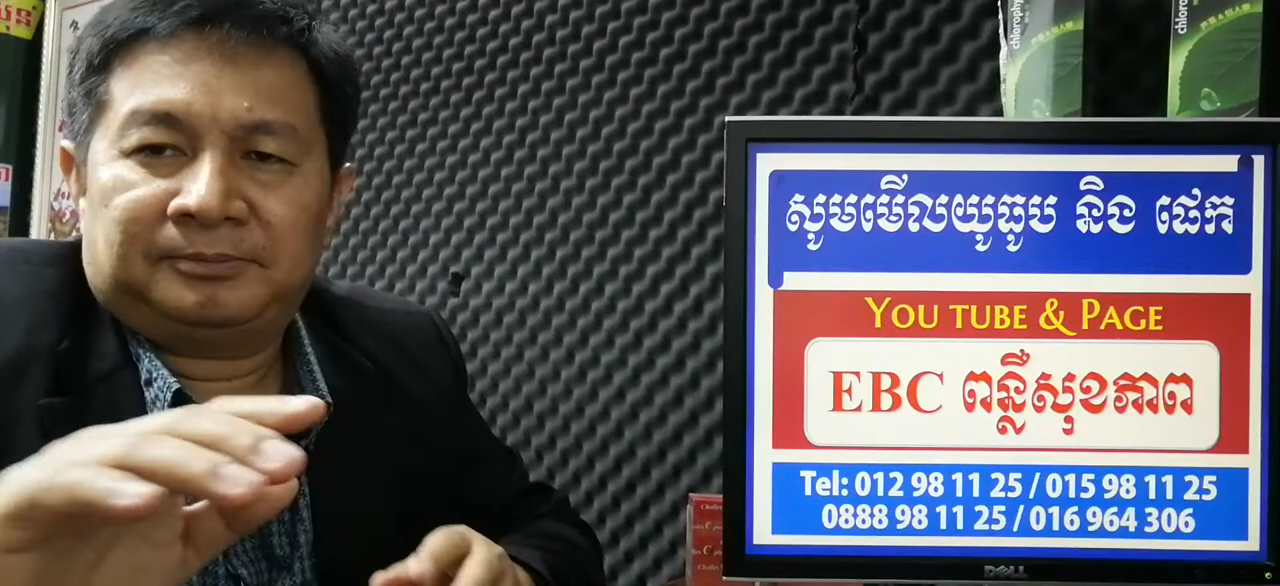 សូមមើលយូធូប និង ផេក
YOU TUBE & PAGE
EBC ពន្លឺសុខភាព
Tel: 012 98 11 25 / 015 98 11 25
0888 98 11 25 / 016 964 306
DELL
chlorophy
chlorophy